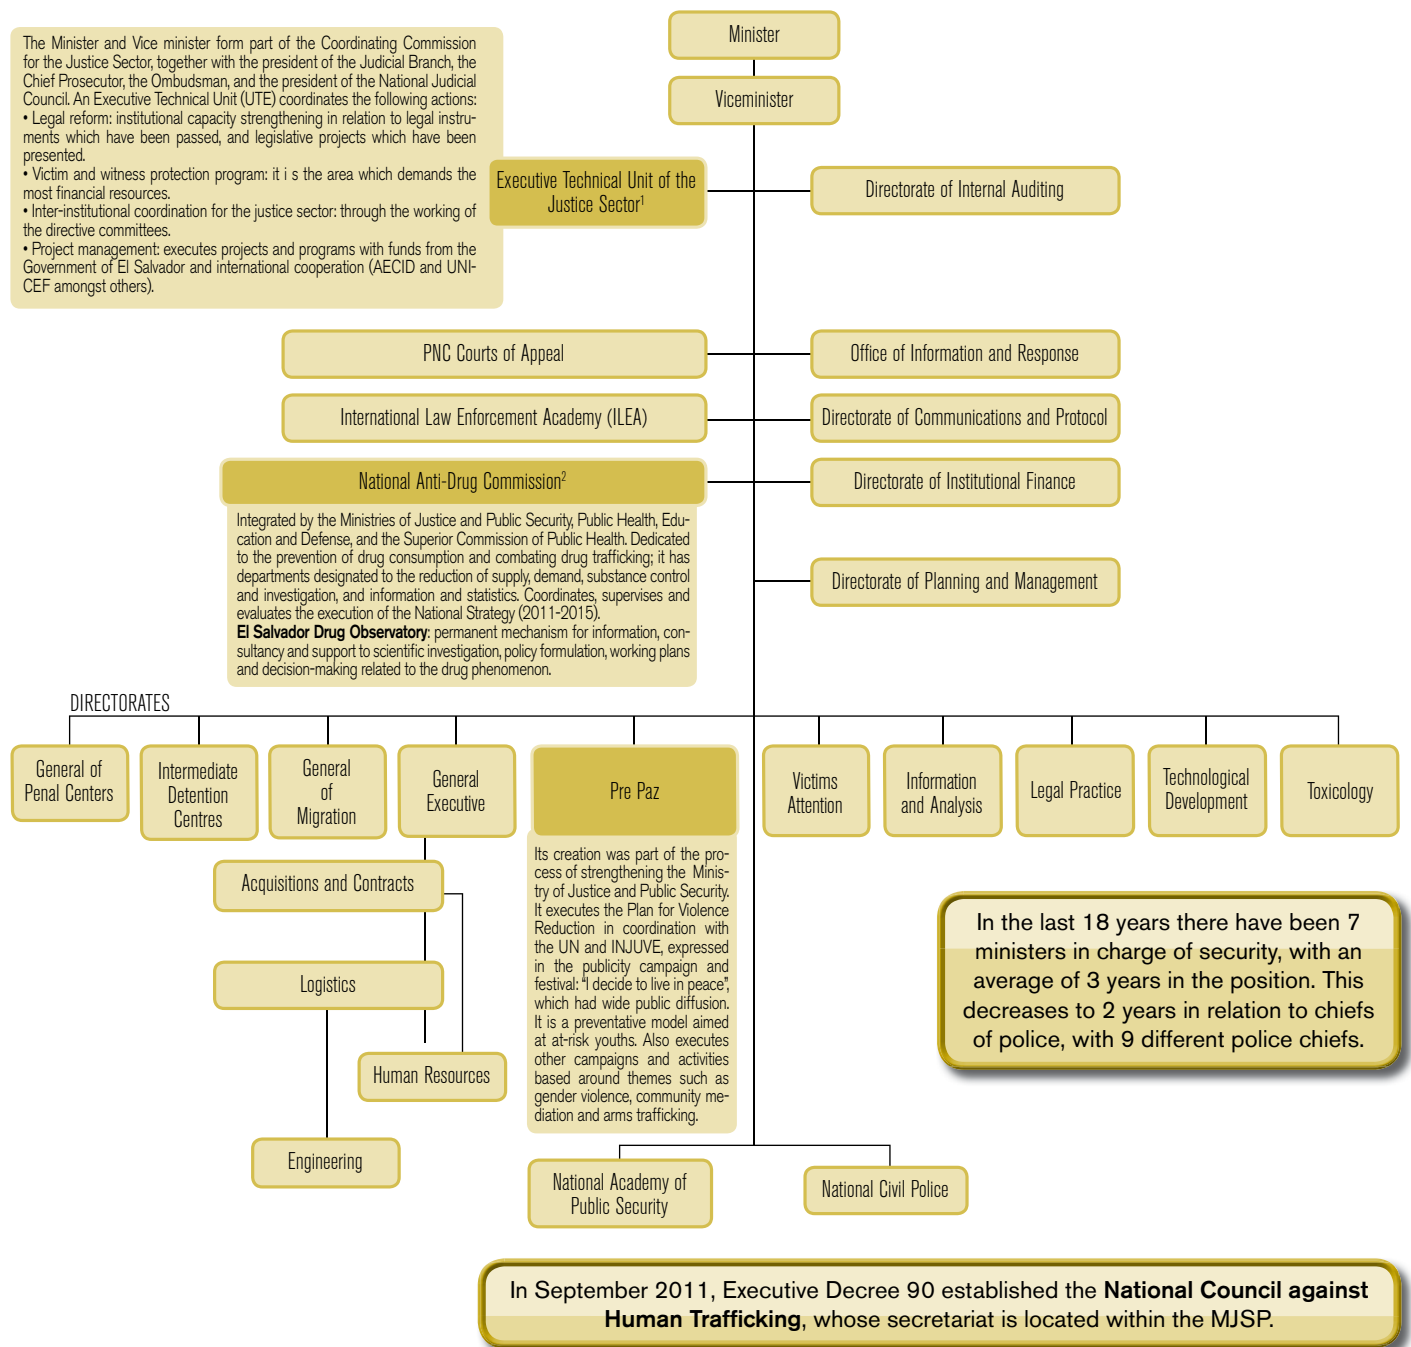 Minister
Viceminister
The Minister and Vice minister form part of the Coordinating Commission
for the Justice Sector, together with the president of the Judicial Branch, the
Chief Prosecutor, the Ombudsman, and the president of the National Judicial
Council. An Executive Technical Unit (UTE) coordinates the following actions:
• Legal reform: institutional capacity strengthening in relation to legal instru-
ments which have been passed, and legislative projects which have been
presented.
• Victim and witness protection program: it i s the area which demands the
most financial resources.
• Inter-institutional coordination for the justice sector: through the working of
the directive committees.
• Project management: executes projects and programs with funds from the
Government of El Salvador and international cooperation (AECID and UNI-
CEF amongst others).
Executive Technical Unit of the
Justice Sector1
Directorate of Internal Auditing
PNC Courts of Appeal
Office of Information and Response
International Law Enforcement Academy (ILEA)
Directorate of Communications and Protocol
National Anti-Drug Commission2
Directorate of Institutional Finance
Integrated by the Ministries of Justice and Public Security, Public Health, Edu-
cation and Defense, and the Superior Commission of Public Health. Dedicated
to the prevention of drug consumption and combating drug trafficking; it has
departments designated to the reduction of supply, demand, substance control
and investigation, and information and statistics. Coordinates, supervises and
evaluates the execution of the National Strategy (2011-2015).
El Salvador Drug Observatory: permanent mechanism for information, con-
sultancy and support to scientific investigation, policy formulation, working plans
and decision-making related to the drug phenomenon.
Directorate of Planning and Management
DIRECTORATES
General of
Penal Centers
Intermediate
Detention
Centres
General
of
Migration
General
Executive
Pre Paz
Victims
Attention
Information
and Analysis
Legal Practice
Technological
Development
Toxicology
Acquisitions and Contracts
Logistics
Human Resources
Engineering
Its creation was part of the pro-
cess of strengthening the Minis-
try of Justice and Public Security.
It executes the Plan for Violence
Reduction in coordination with
the UN and INJUVE, expressed
in the publicity campaign and
festival: "I decide to live in peace",
which had wide public diffusion.
It is a preventative model aimed
at at-risk youths. Also executes
other campaigns and activities
based around themes such as
gender violence, community me-
diation and arms trafficking.
In the last 18 years there have been 7
ministers in charge of security, with an
average of 3 years in the position. This
decreases to 2 years in relation to chiefs
of police, with 9 different police chiefs.
National Academy of
Public Security
National Civil Police
In September 2011, Executive Decree 90 established the National Council against
Human Trafficking, whose secretariat is located within the MJSP.